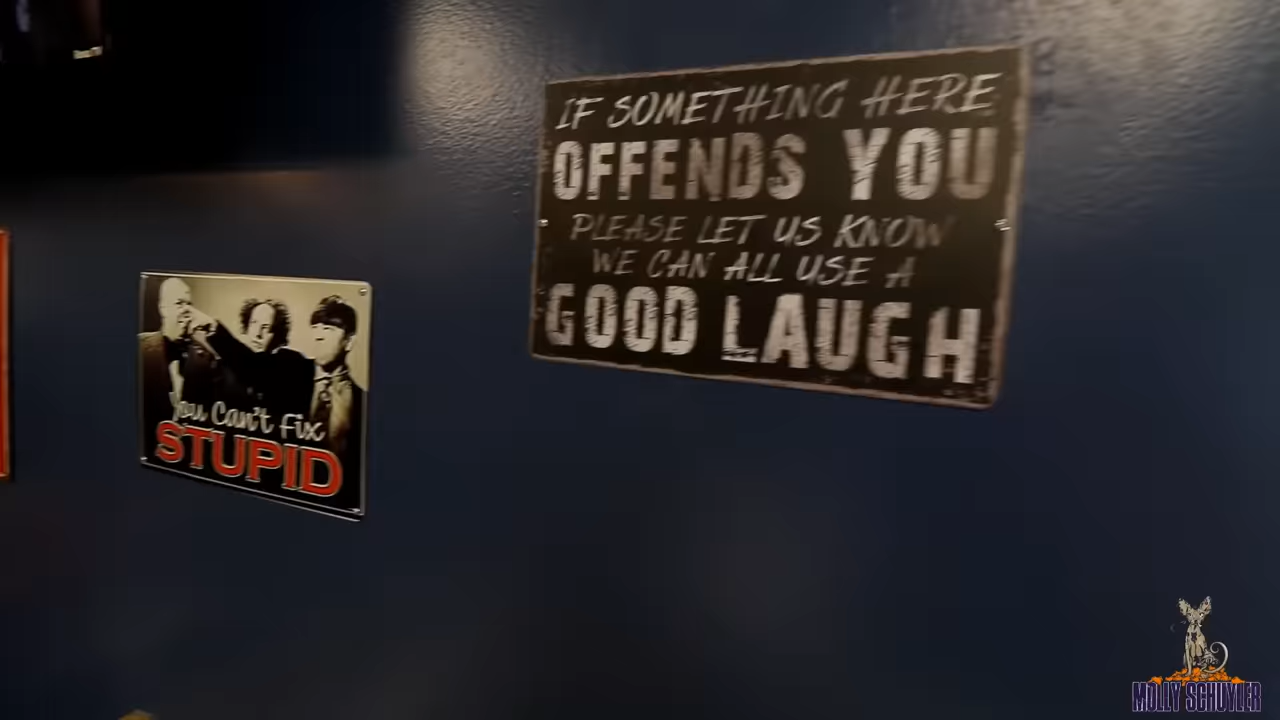 IF SOMETHING HERE
OFFENDS YOU
PLEASE LET US KNOW
WE CAN ALL USE A
GOOD LAUGH
You Can't Fix
STUPID
MOLLY SCHUYLER